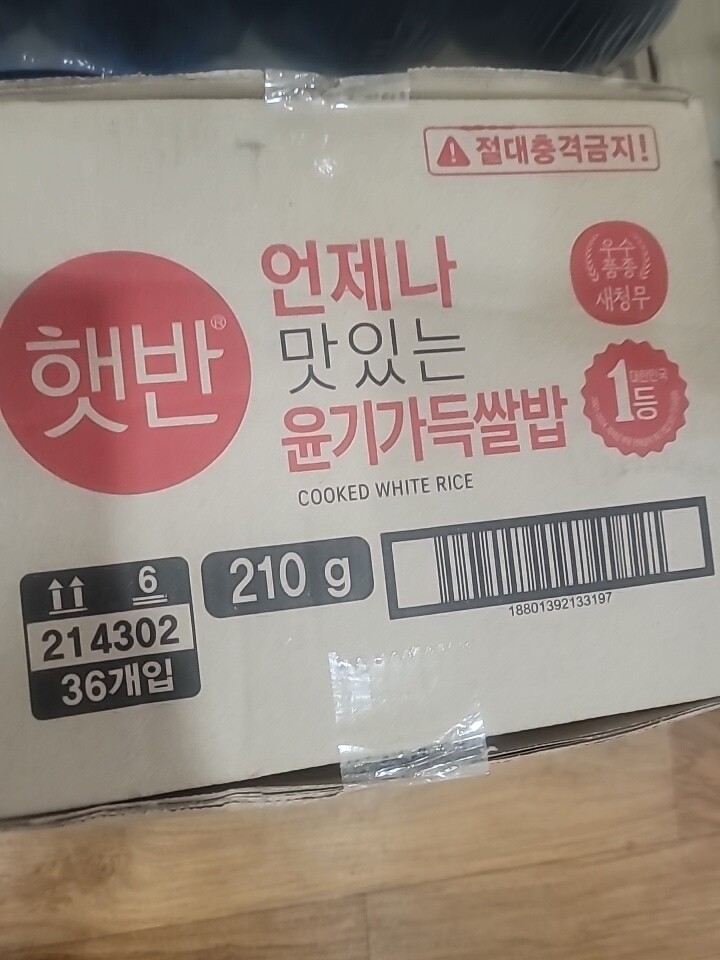 절대충격금지!
햇반®
언제나
맛있는
윤기가득쌀밥
COOKED WHITE RICE
우수
품종
새청무
대한민국
1등
6
214302
36개입
210 g
18801392133197